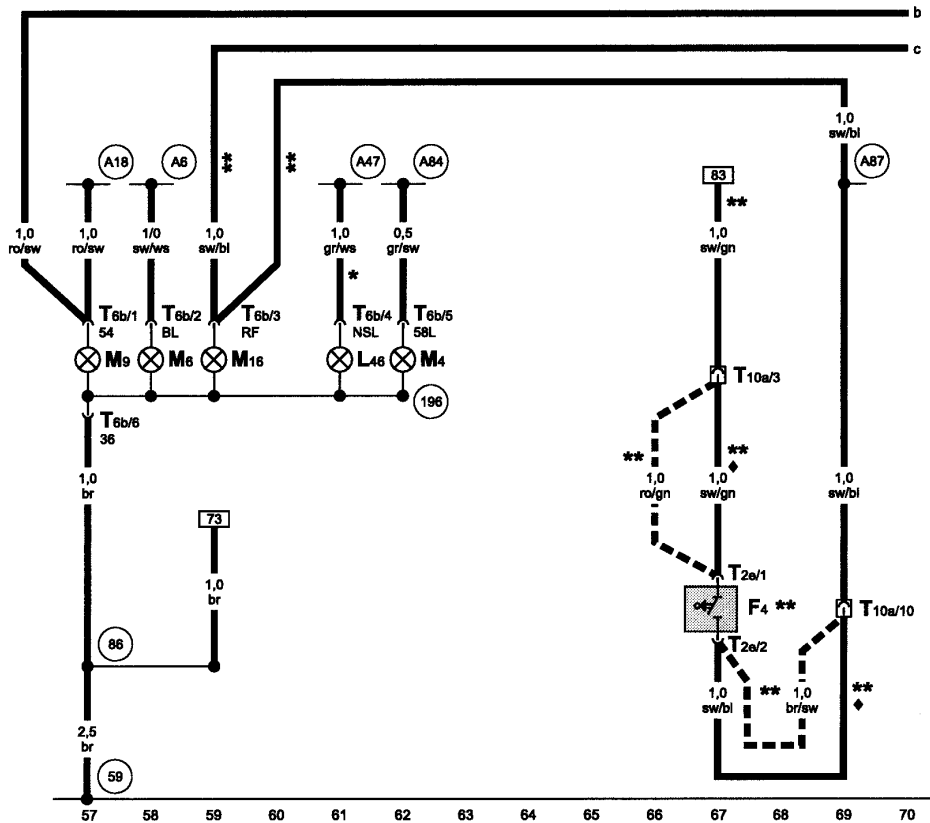 b
c
1,0
sw/bl
A18
A6
**
**
A47
A84
A87
83
**
1,0
ro/sw
1,0
ro/sw
1/0
sw/ws
1,0
sw/bl
1,0
gr/ws
*
0,5
gr/sw
1,0
sw/gn
T6b/1
54
T6b/2
BL
T6b/3
RF
T6b/4
NSL
T6b/5
58L
M9
M6
M16
L46
M4
T10a/3
196
T6b/6
36
**
**
♦
1,0
br
1,0
ro/gn
1,0
sw/gn
1,0
sw/bl
73
1,0
br
T2e/1
F4 **
T10a/10
86
T2e/2
1,0
sw/bl
**
1,0
br/sw
**
♦
2,5
br
59
57 58 59 60 61 62 63 64 65 66 67 68 69 70